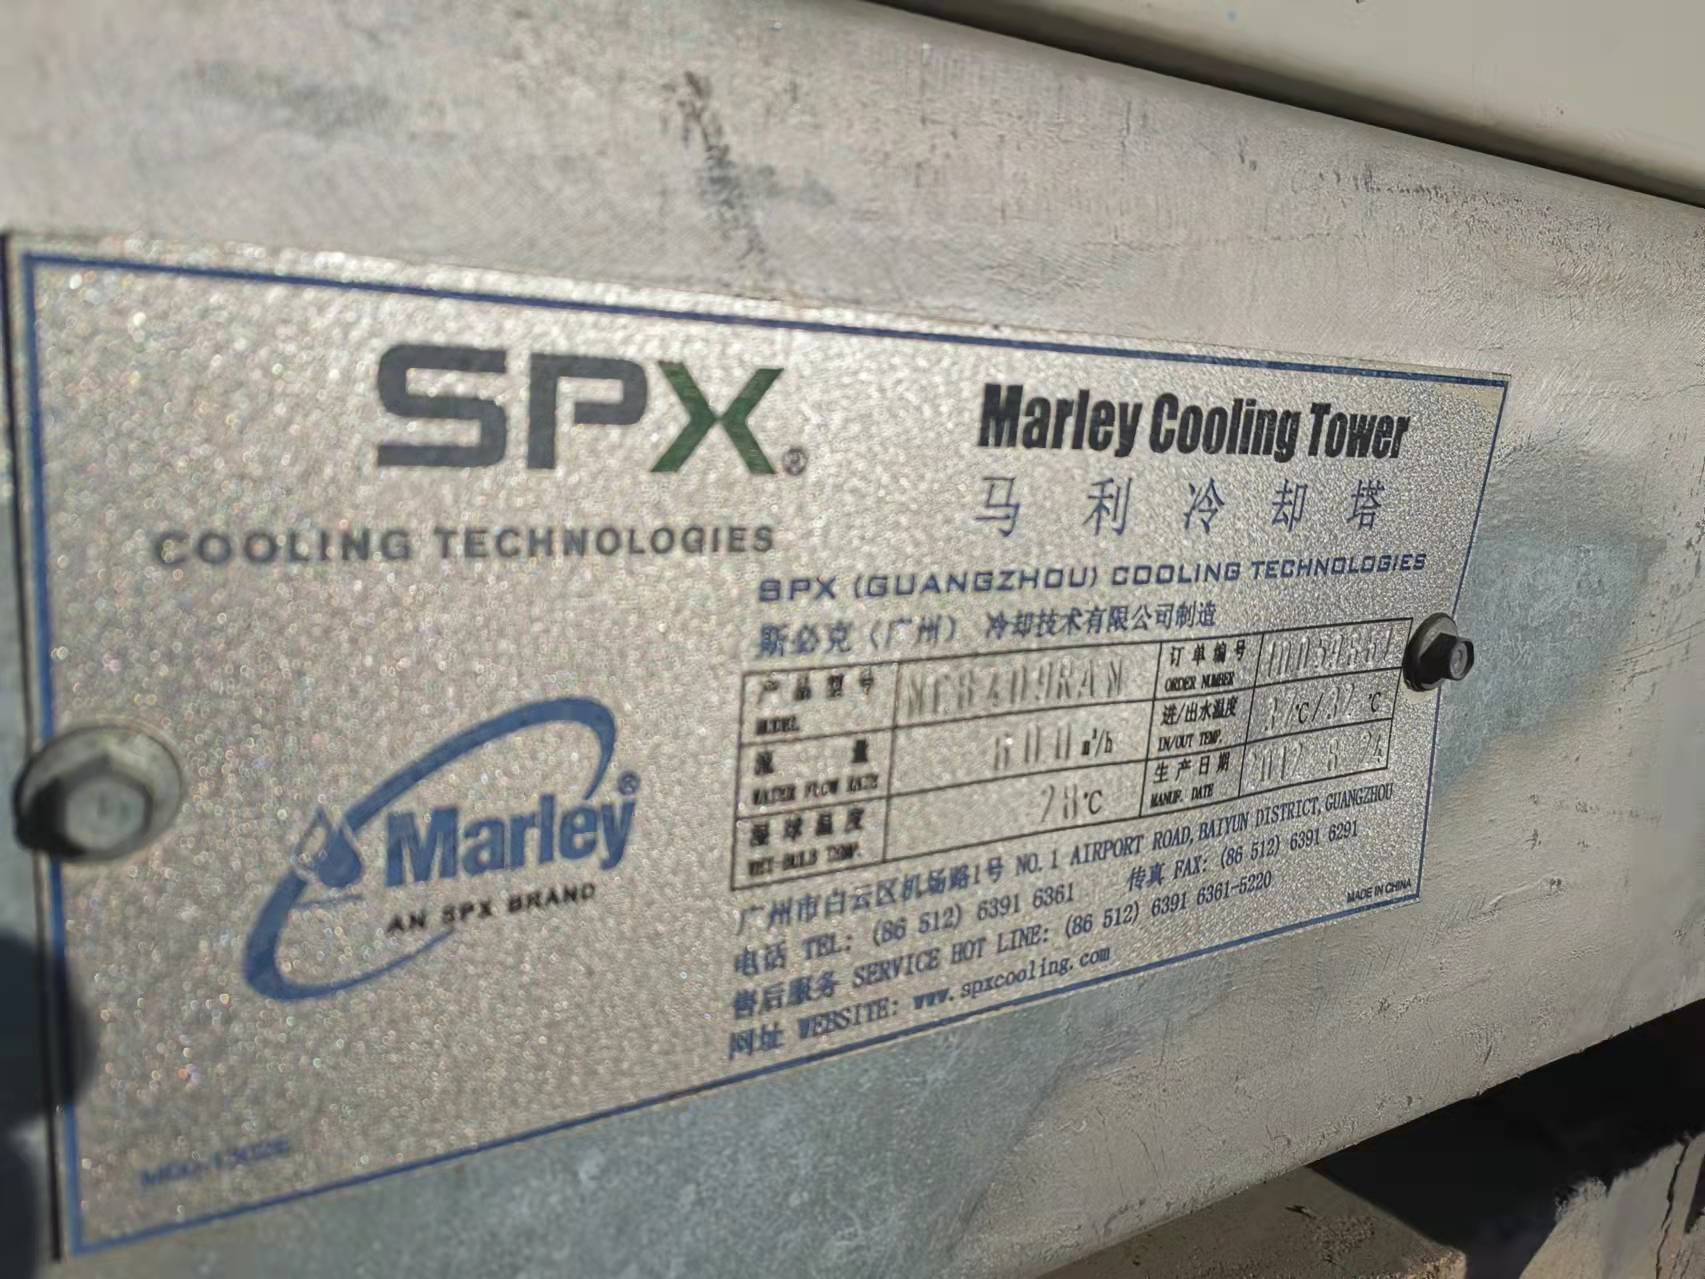 SPX®
COOLING TECHNOLOGIES
Marley®
AN SPX BRAND
Marley Cooling Tower
马利冷却塔
SPX (GUANGZHOU) COOLING TECHNOLOGIES
斯必克（广州） 冷却技术有限公司制造
产品型号 MODEL NC8409RAN 订单编号 ORDER NUMBER
流量 WATER FLOW RATE m³/h 进/出水温度 IN/OUT TEMP. 37℃/32℃
湿球温度 WET-BULB TEMP. 28℃ 生产日期 MANUF. DATE 2012 8 24
广州市白云区机场路1号 NO.1 AIRPORT ROAD, BAIYUN DISTRICT, GUANGZHOU
电话 TEL: (86 512) 6391 6361 传真 FAX: (86 512) 6391 6291
售后服务 SERVICE HOT LINE: (86 512) 6391 6361-5220
网址 WEBSITE: www.spxcooling.com
MADE IN CHINA